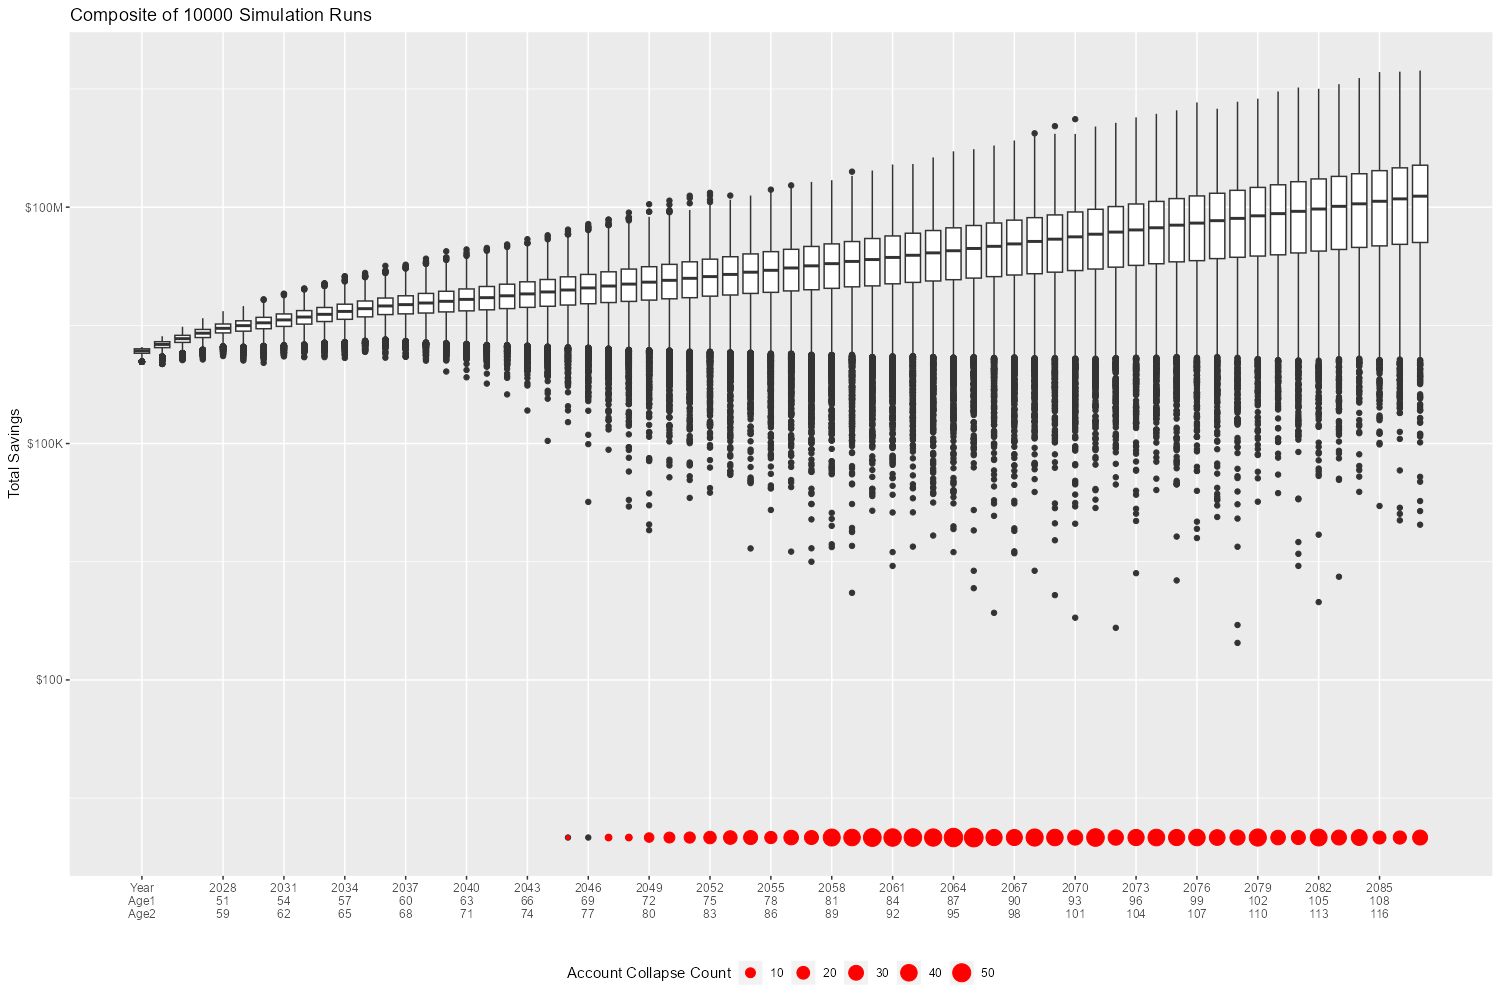 Composite of 10000 Simulation Runs
Total Savings
$100M
$100K
$100
Year 2028 2031 2034 2037 2040 2043 2046 2049 2052 2055 2058 2061 2064 2067 2070 2073 2076 2079 2082 2085
Age1 51 54 57 60 63 66 69 72 75 78 81 84 87 90 93 96 99 102 105 108
Age2 59 62 65 68 71 74 77 80 83 86 89 92 95 98 101 104 107 110 113 116
Account Collapse Count 10 20 30 40 50